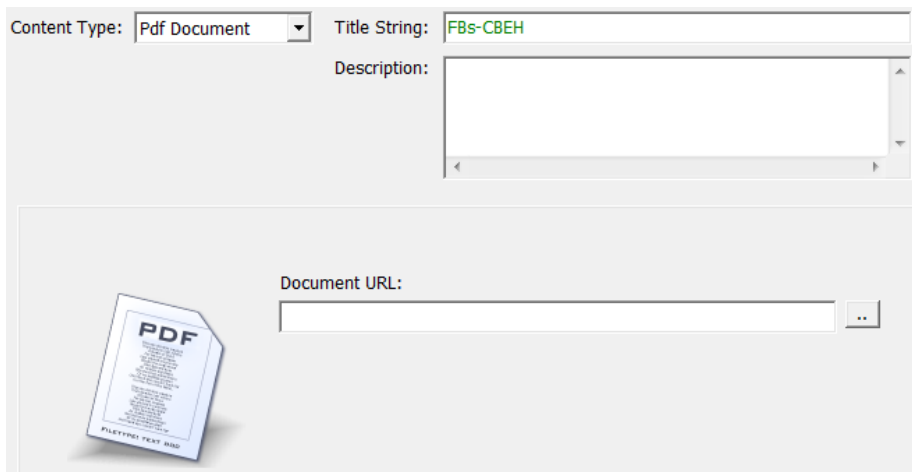 Content Type: Pdf Document Title String: FBs-CBEH
Description:
Document URL:
..
PDF